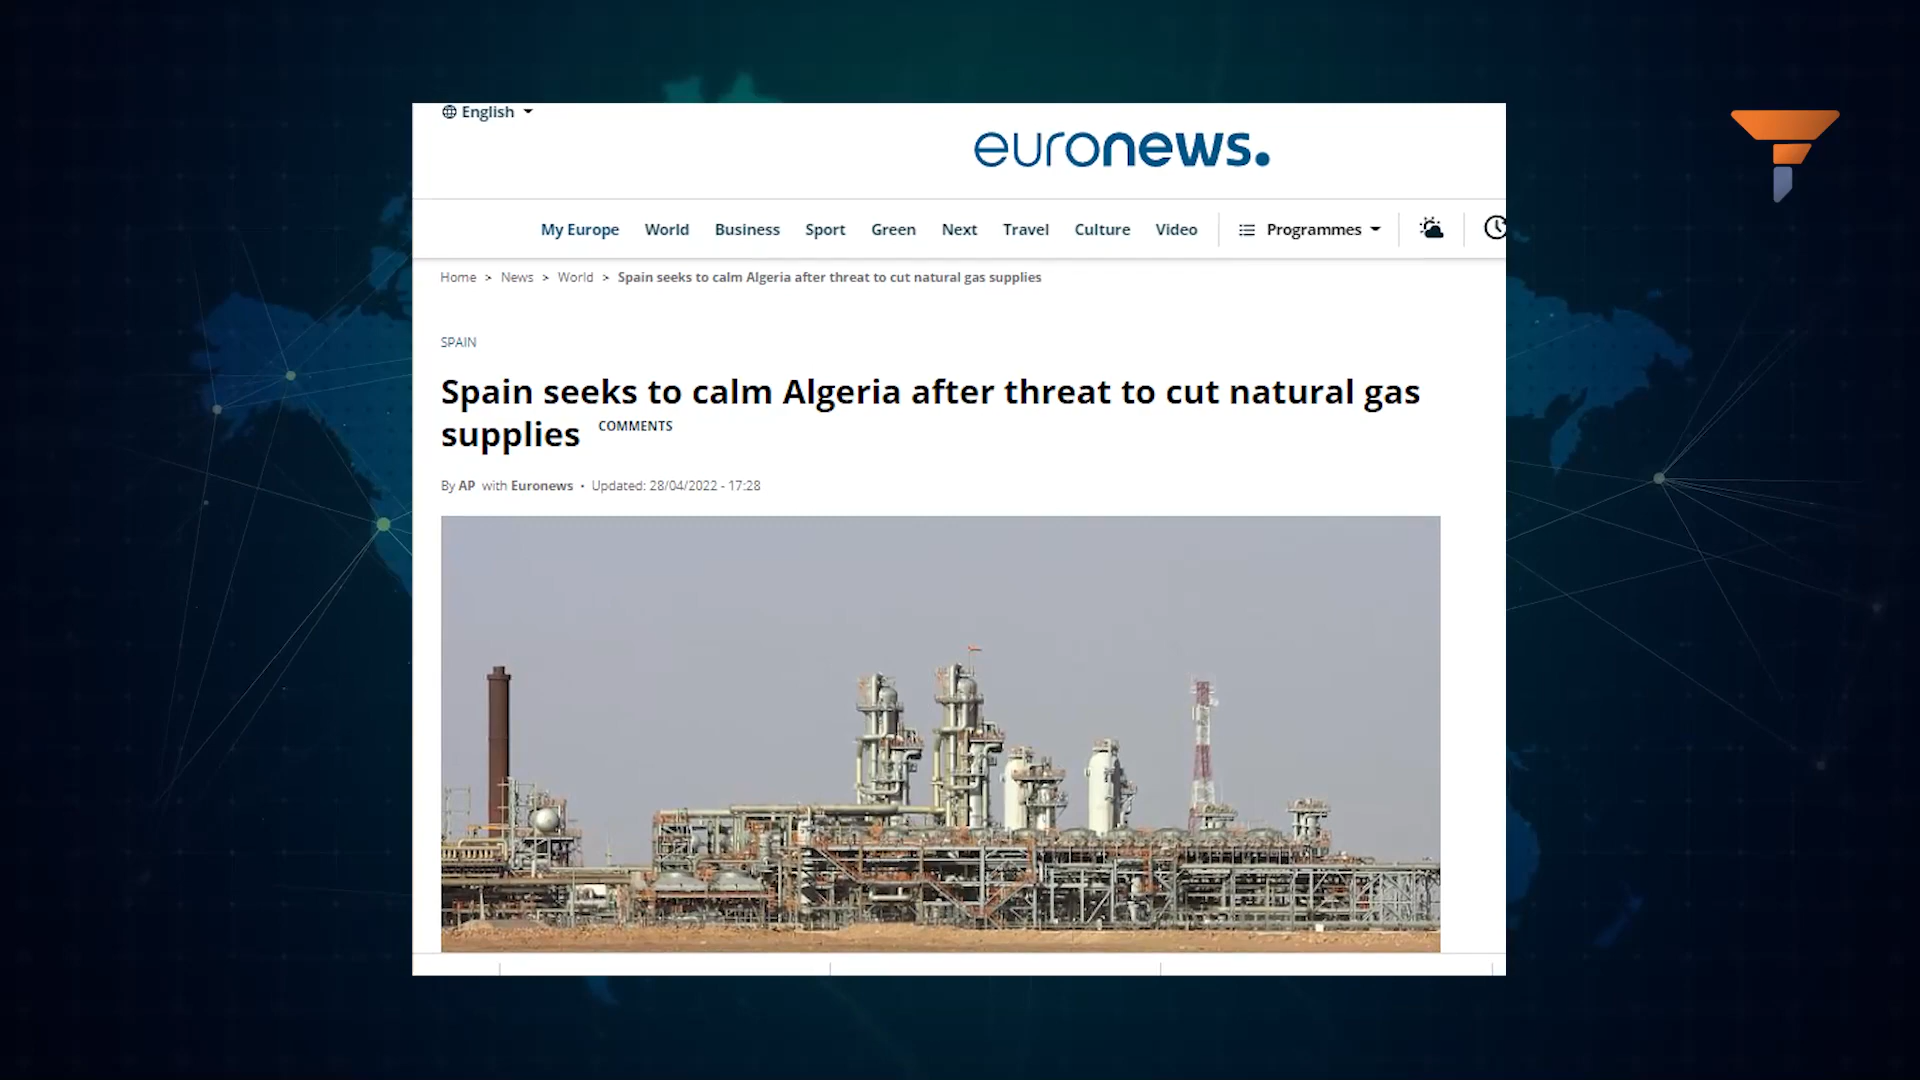 English
euronews.
My Europe World Business Sport Green Next Travel Culture Video Programmes
Home > News > World > Spain seeks to calm Algeria after threat to cut natural gas supplies
SPAIN
Spain seeks to calm Algeria after threat to cut natural gas
supplies COMMENTS
By AP with Euronews • Updated: 28/04/2022 - 17:28